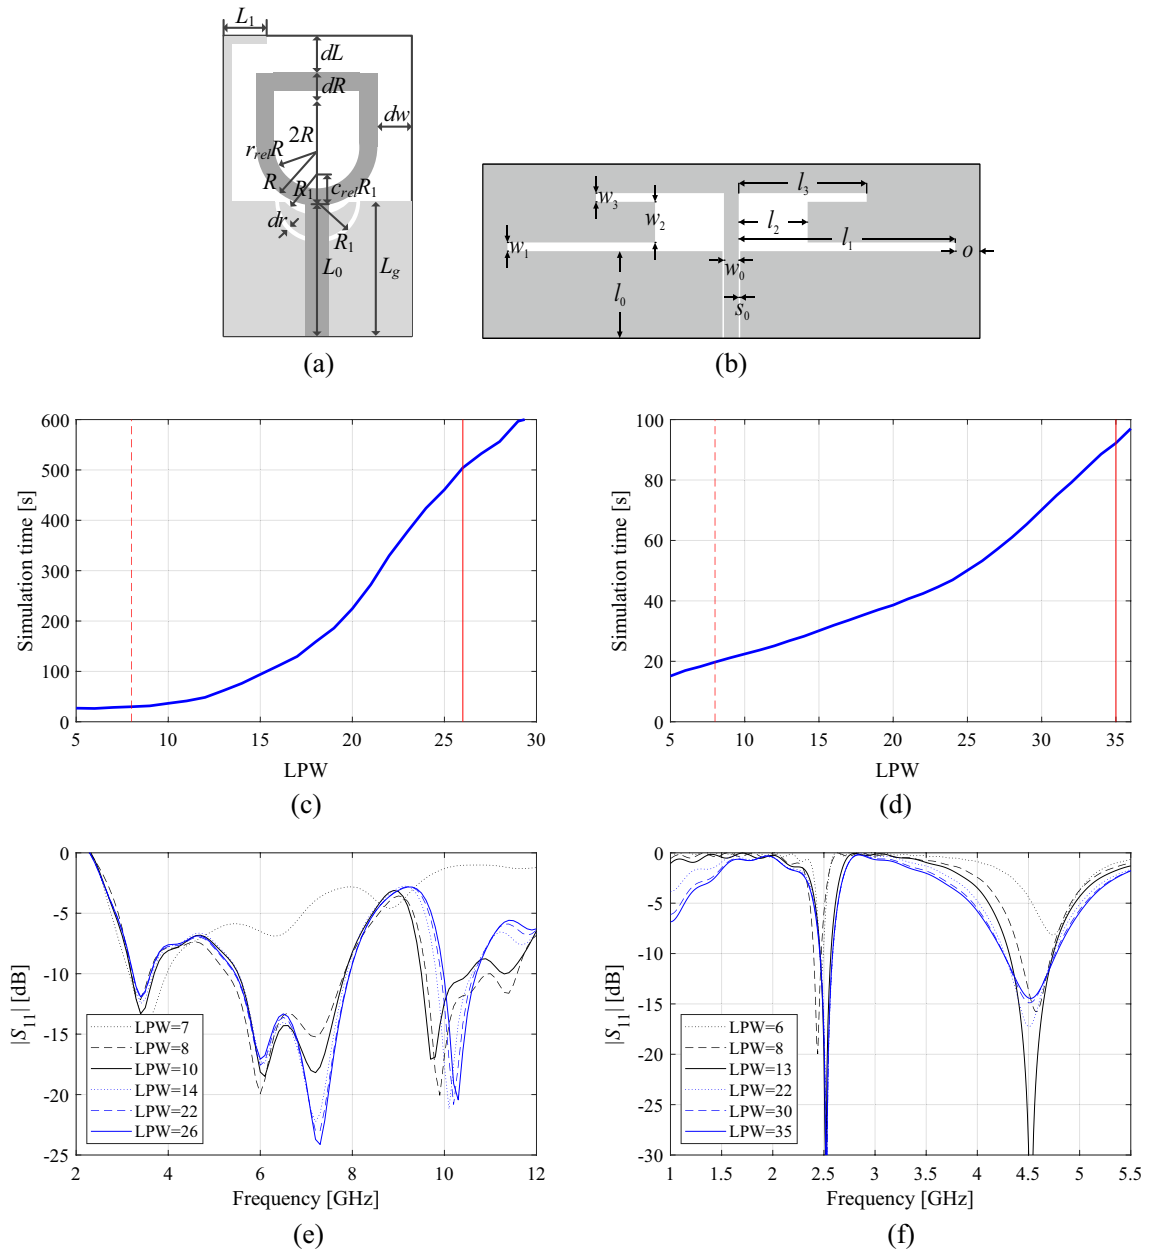 L1
dL
dR
dw
2R
rrelR
R
R1
crelR1
dr
R1
L0
Lg
(a)
l3
w3
w2
l2
w1
l1
o
w0
l0
s0
(b)
600
500
400
300
200
100
0
5 10 15 20 25 30
Simulation time [s]
LPW
(c)
100
80
60
40
20
0
5 10 15 20 25 30 35
Simulation time [s]
LPW
(d)
0
-5
-10
-15
-20
-25
2 4 6 8 10 12
|S11| [dB]
LPW=7
LPW=8
LPW=10
LPW=14
LPW=22
LPW=26
Frequency [GHz]
(e)
0
-5
-10
-15
-20
-25
-30
1 1.5 2 2.5 3 3.5 4 4.5 5 5.5
|S11| [dB]
LPW=6
LPW=8
LPW=13
LPW=22
LPW=30
LPW=35
Frequency [GHz]
(f)